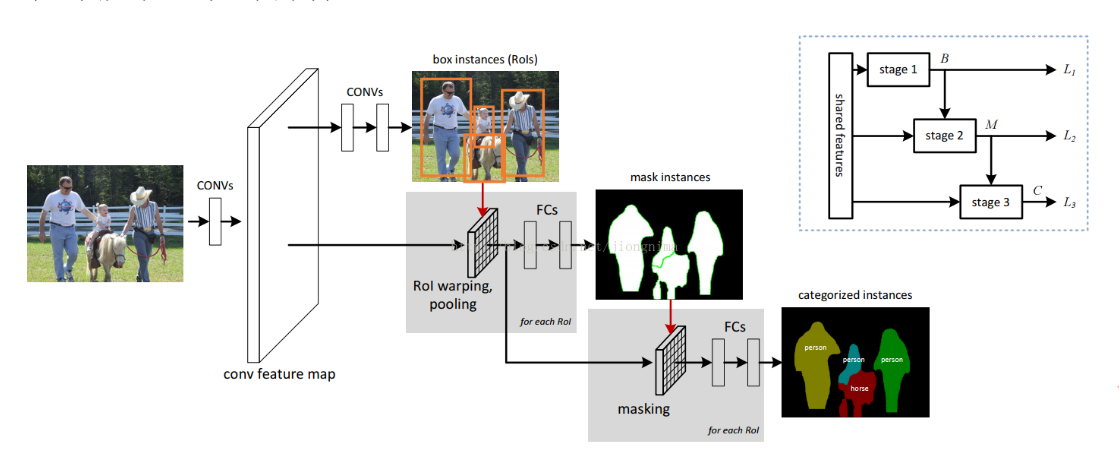 box instances (RoIs)
CONVs
CONVs
conv feature map
RoI warping,
pooling
FCs
for each RoI
mask instances
masking
FCs
for each RoI
categorized instances
person
person
person
horse
shared features
stage 1
B
L1
stage 2
M
L2
stage 3
C
L3